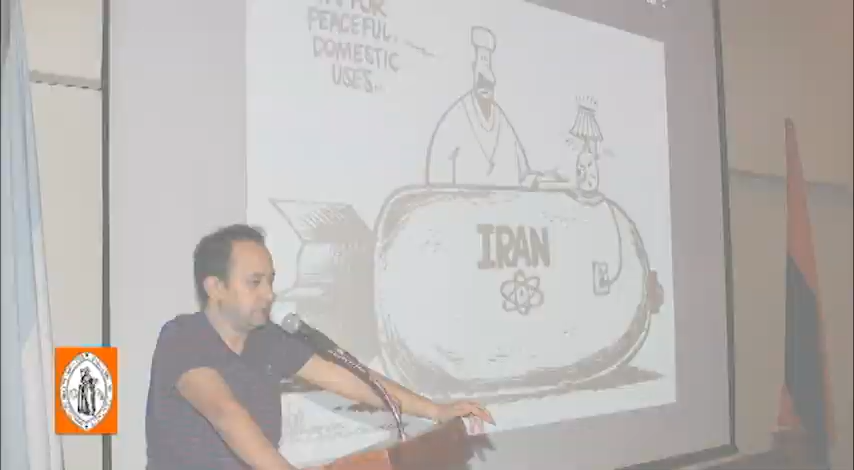 PEACEFUL,
DOMESTIC
USES..
IRAN